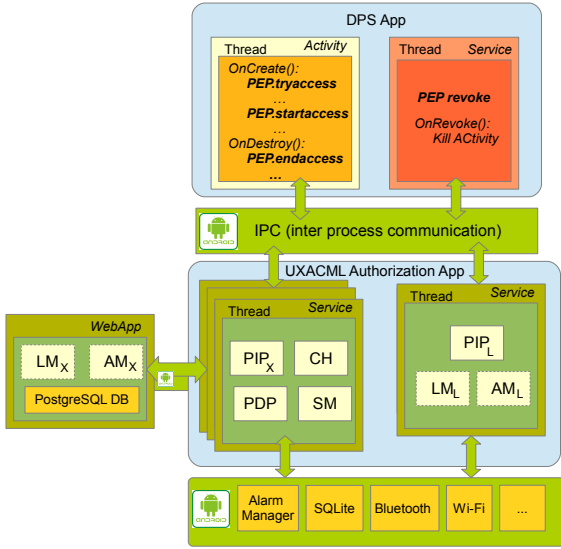 DPS App
Thread
Activity
OnCreate():
PEP.tryaccess
...
PEP.startaccess
...
OnDestroy():
PEP.endaccess
...
Thread
Service
PEP revoke
OnRevoke():
Kill ACtivity
ANDROID
IPC (inter process communication)
UXACML Authorization App
WebApp
LMX
AMX
PostgreSQL DB
Thread
Service
PIPX
CH
PDP
SM
Thread
Service
PIPL
LML
AML
ANDROID
Alarm
Manager
SQLite
Bluetooth
Wi-Fi
...